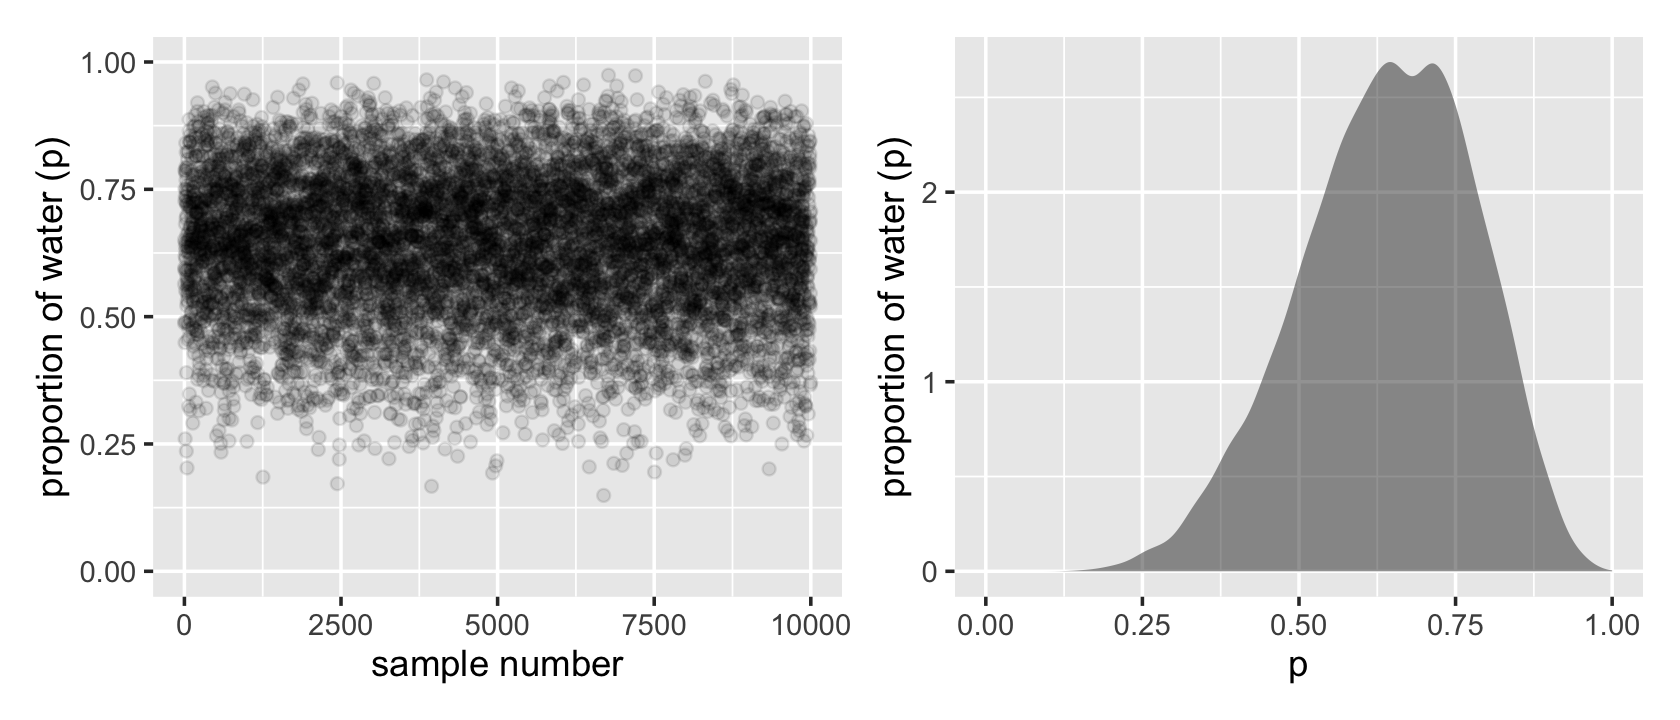 proportion of water (p)
1.00
0.75
0.50
0.25
0.00
0 2500 5000 7500 10000
sample number
proportion of water (p)
2
1
0
0.00 0.25 0.50 0.75 1.00
p